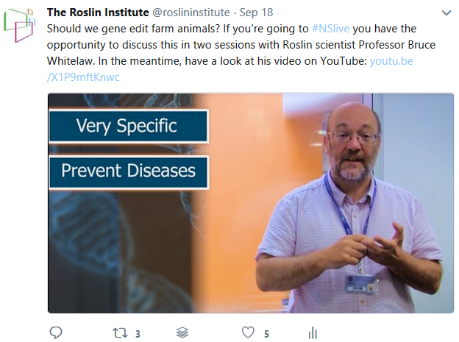 The Roslin Institute @roslininstitute · Sep 18
Should we gene edit farm animals? If you're going to #NSlive you have the
opportunity to discuss this in two sessions with Roslin scientist Professor Bruce
Whitelaw. In the meantime, have a look at his video on YouTube: youtu.be
/X1P9mftKnwc
Very Specific
Prevent Diseases
3
5